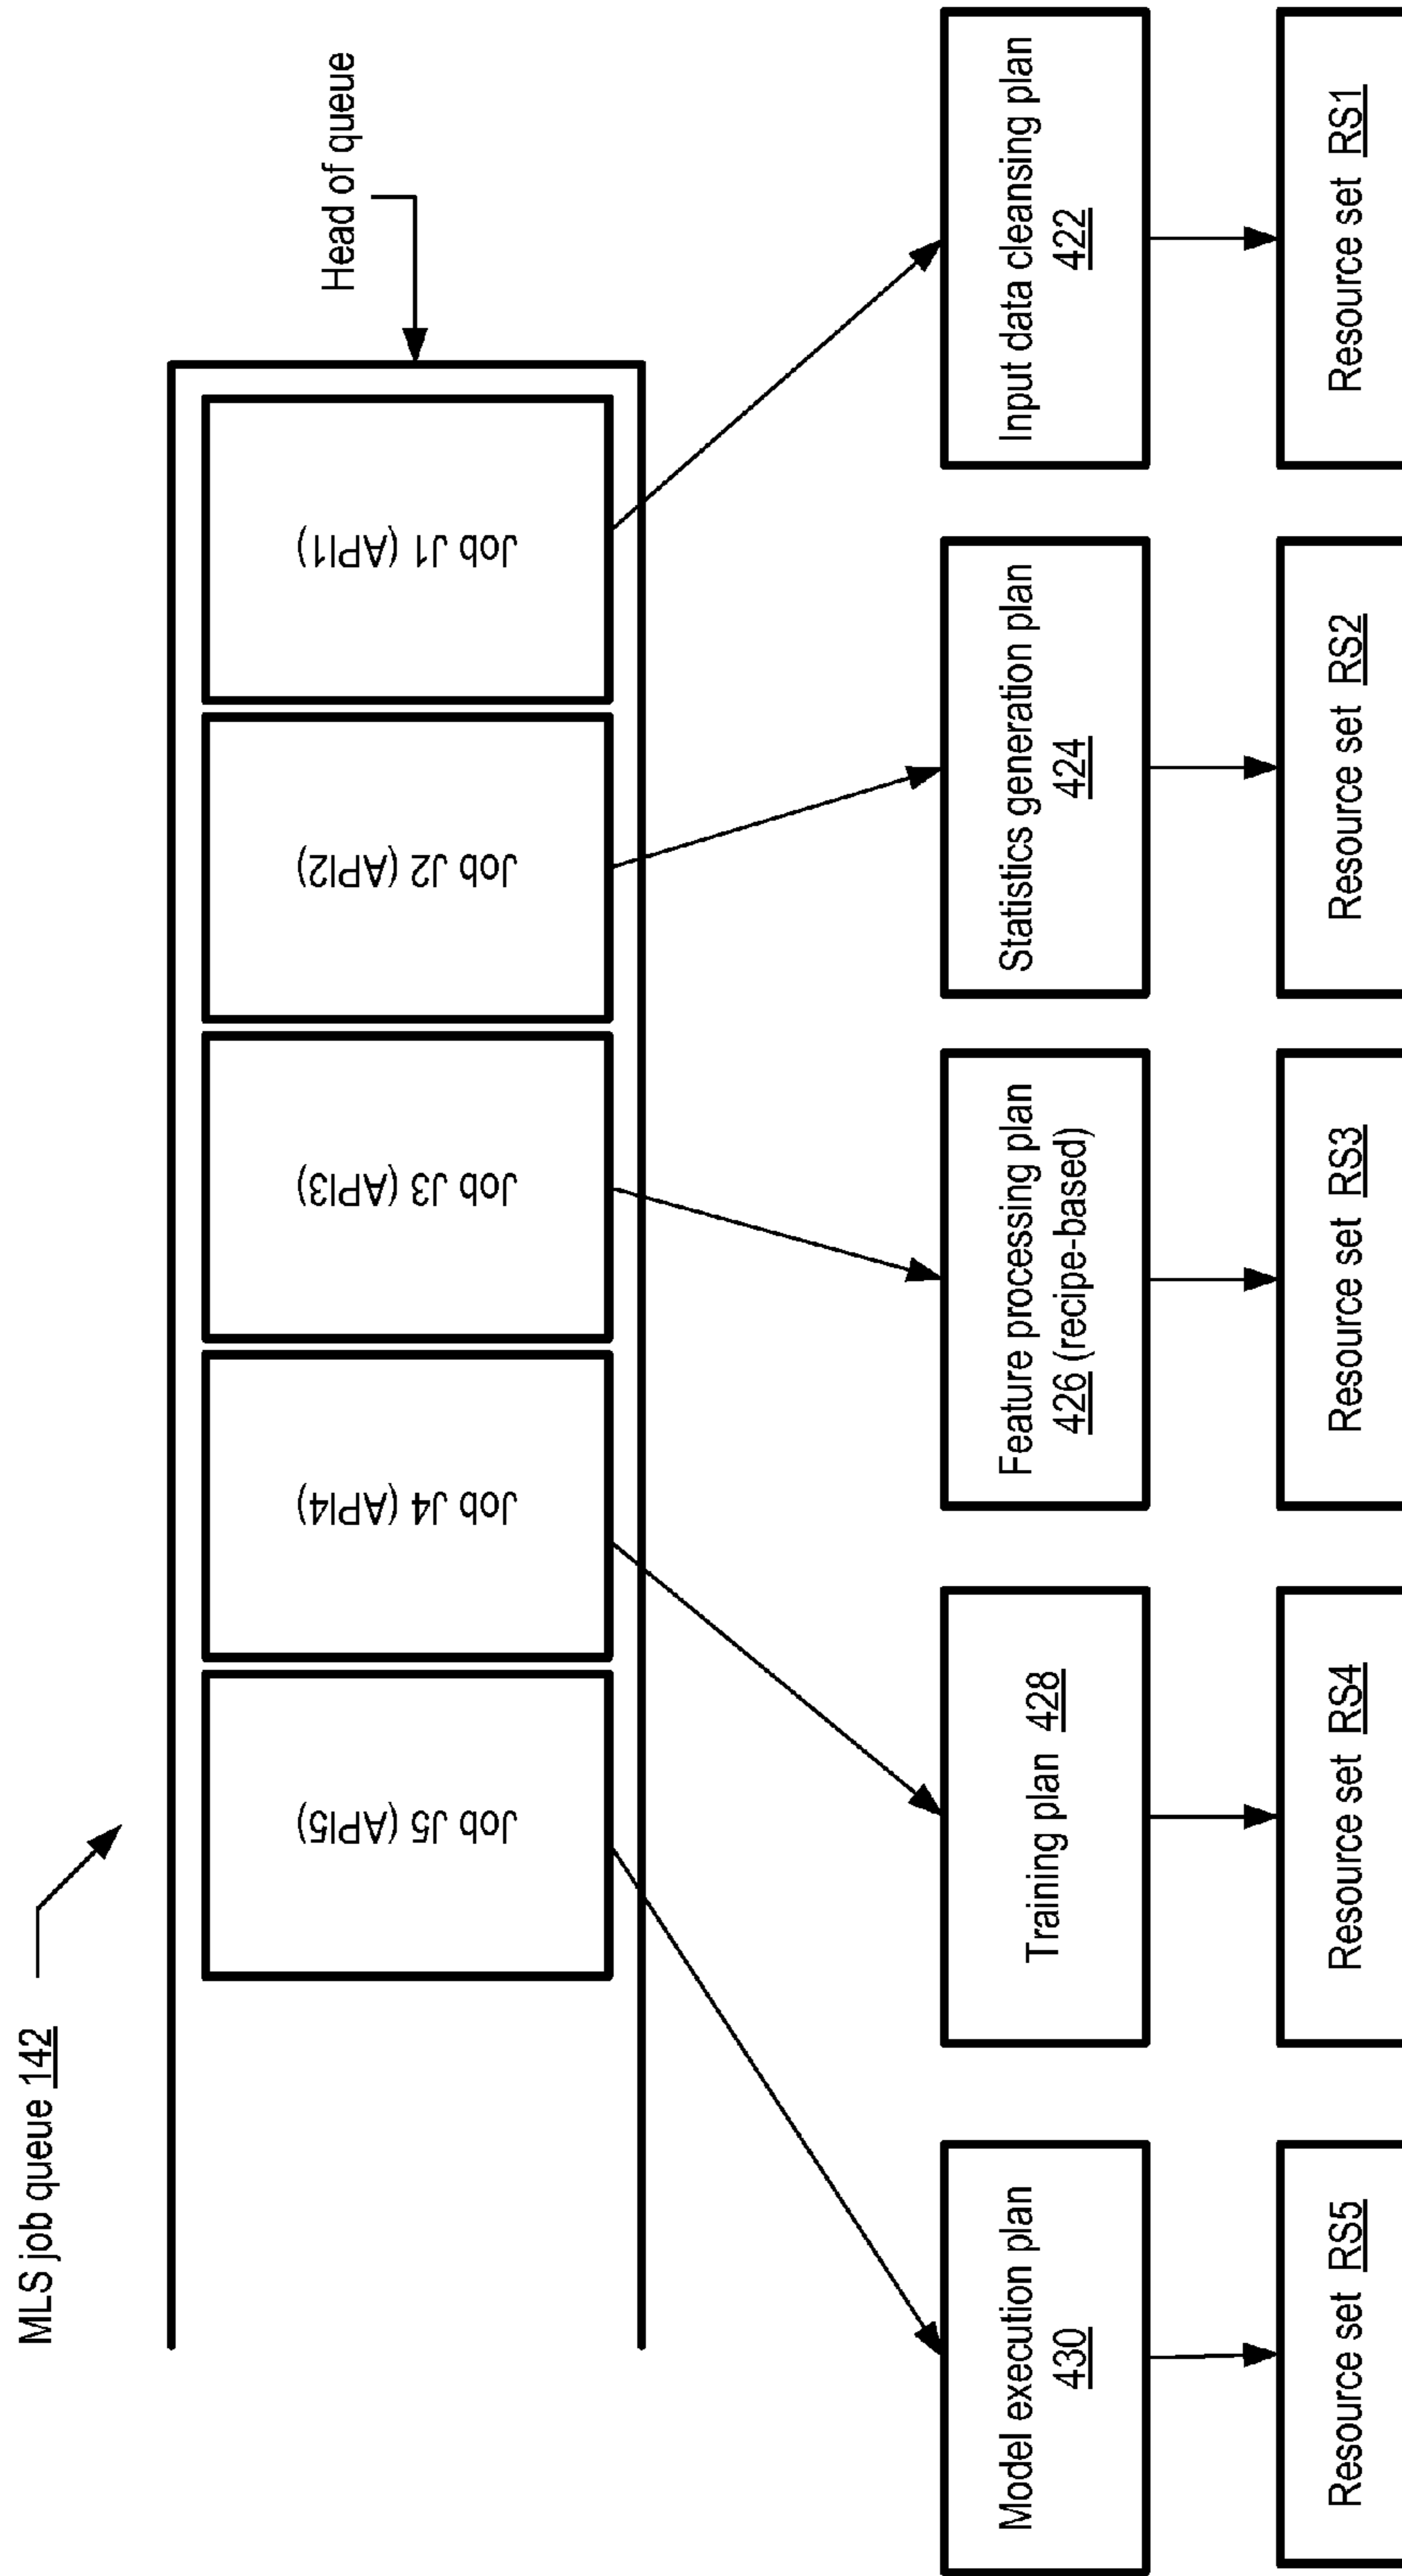 MLS job queue 142
Head of queue
Job J5 (API5)
Job J4 (API4)
Job J3 (API3)
Job J2 (API2)
Job J1 (API1)
Model execution plan
430
Training plan 428
Feature processing plan
426 (recipe-based)
Statistics generation plan
424
Input data cleansing plan
422
Resource set RS5
Resource set RS4
Resource set RS3
Resource set RS2
Resource set RS1